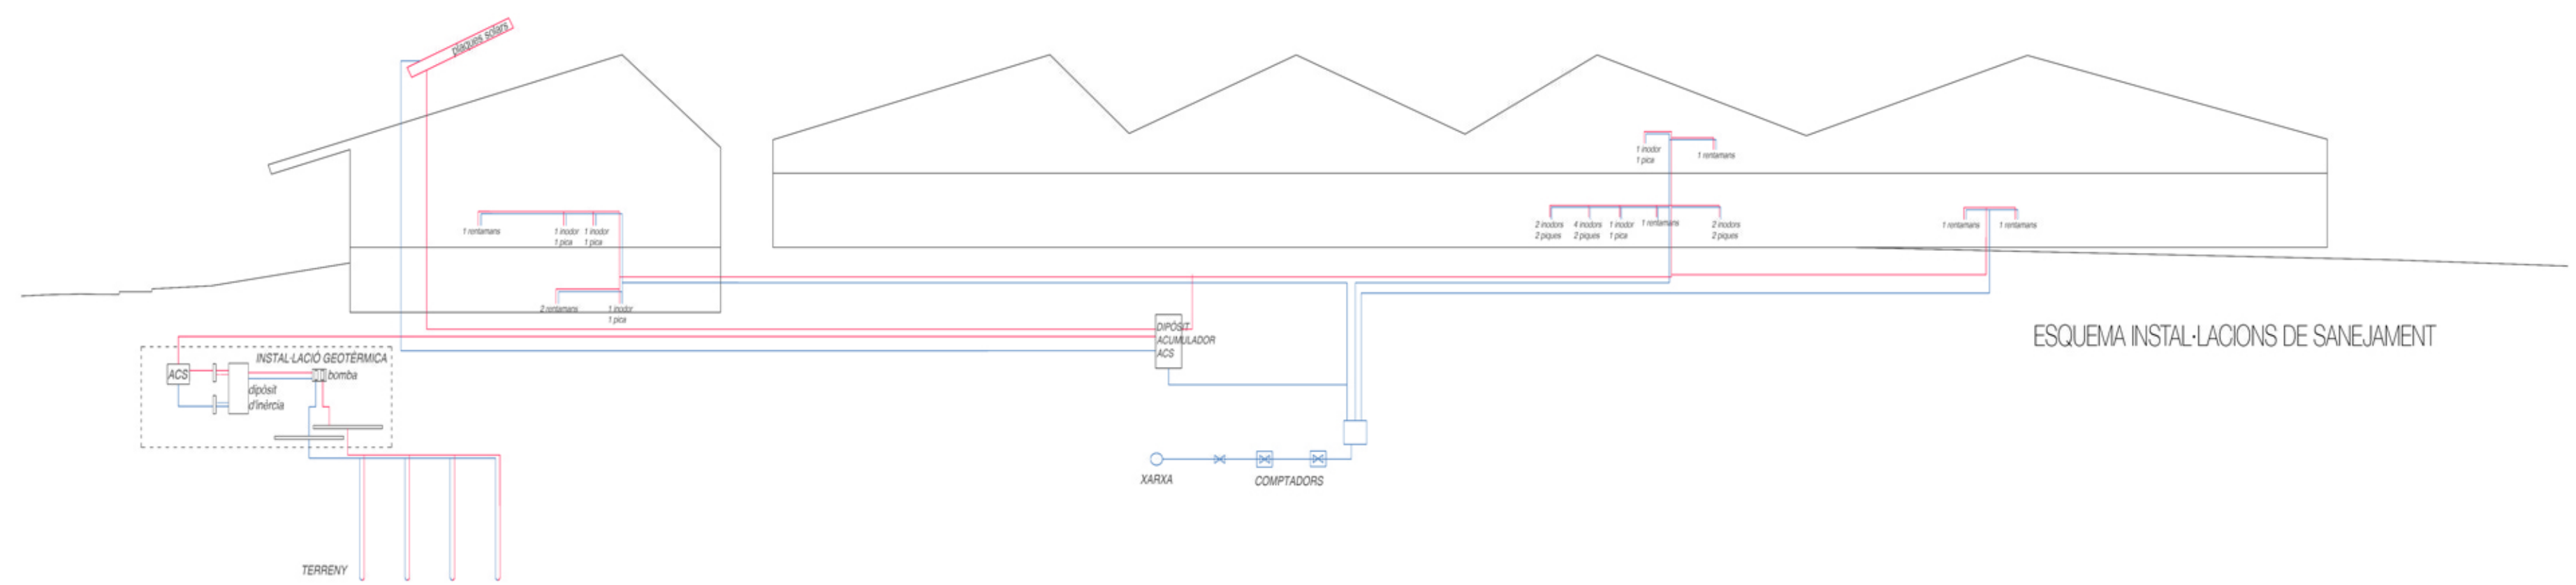 plaques solars
1 inodor
1 pica
1 rentamans
1 rentamans
1 inodor
1 pica
1 inodor
1 pica
2 inodors
2 piques
4 inodors
2 piques
1 inodor
1 pica
1 rentamans
2 inodors
2 piques
1 rentamans
1 rentamans
2 rentamans
1 inodor
1 pica
DIPÒSIT
ACUMULADOR
ACS
ESQUEMA INSTAL·LACIONS DE SANEJAMENT
INSTAL·LACIÓ GEOTÈRMICA
ACS
bomba
dipòsit
d'inèrcia
XARXA
COMPTADORS
TERRENY